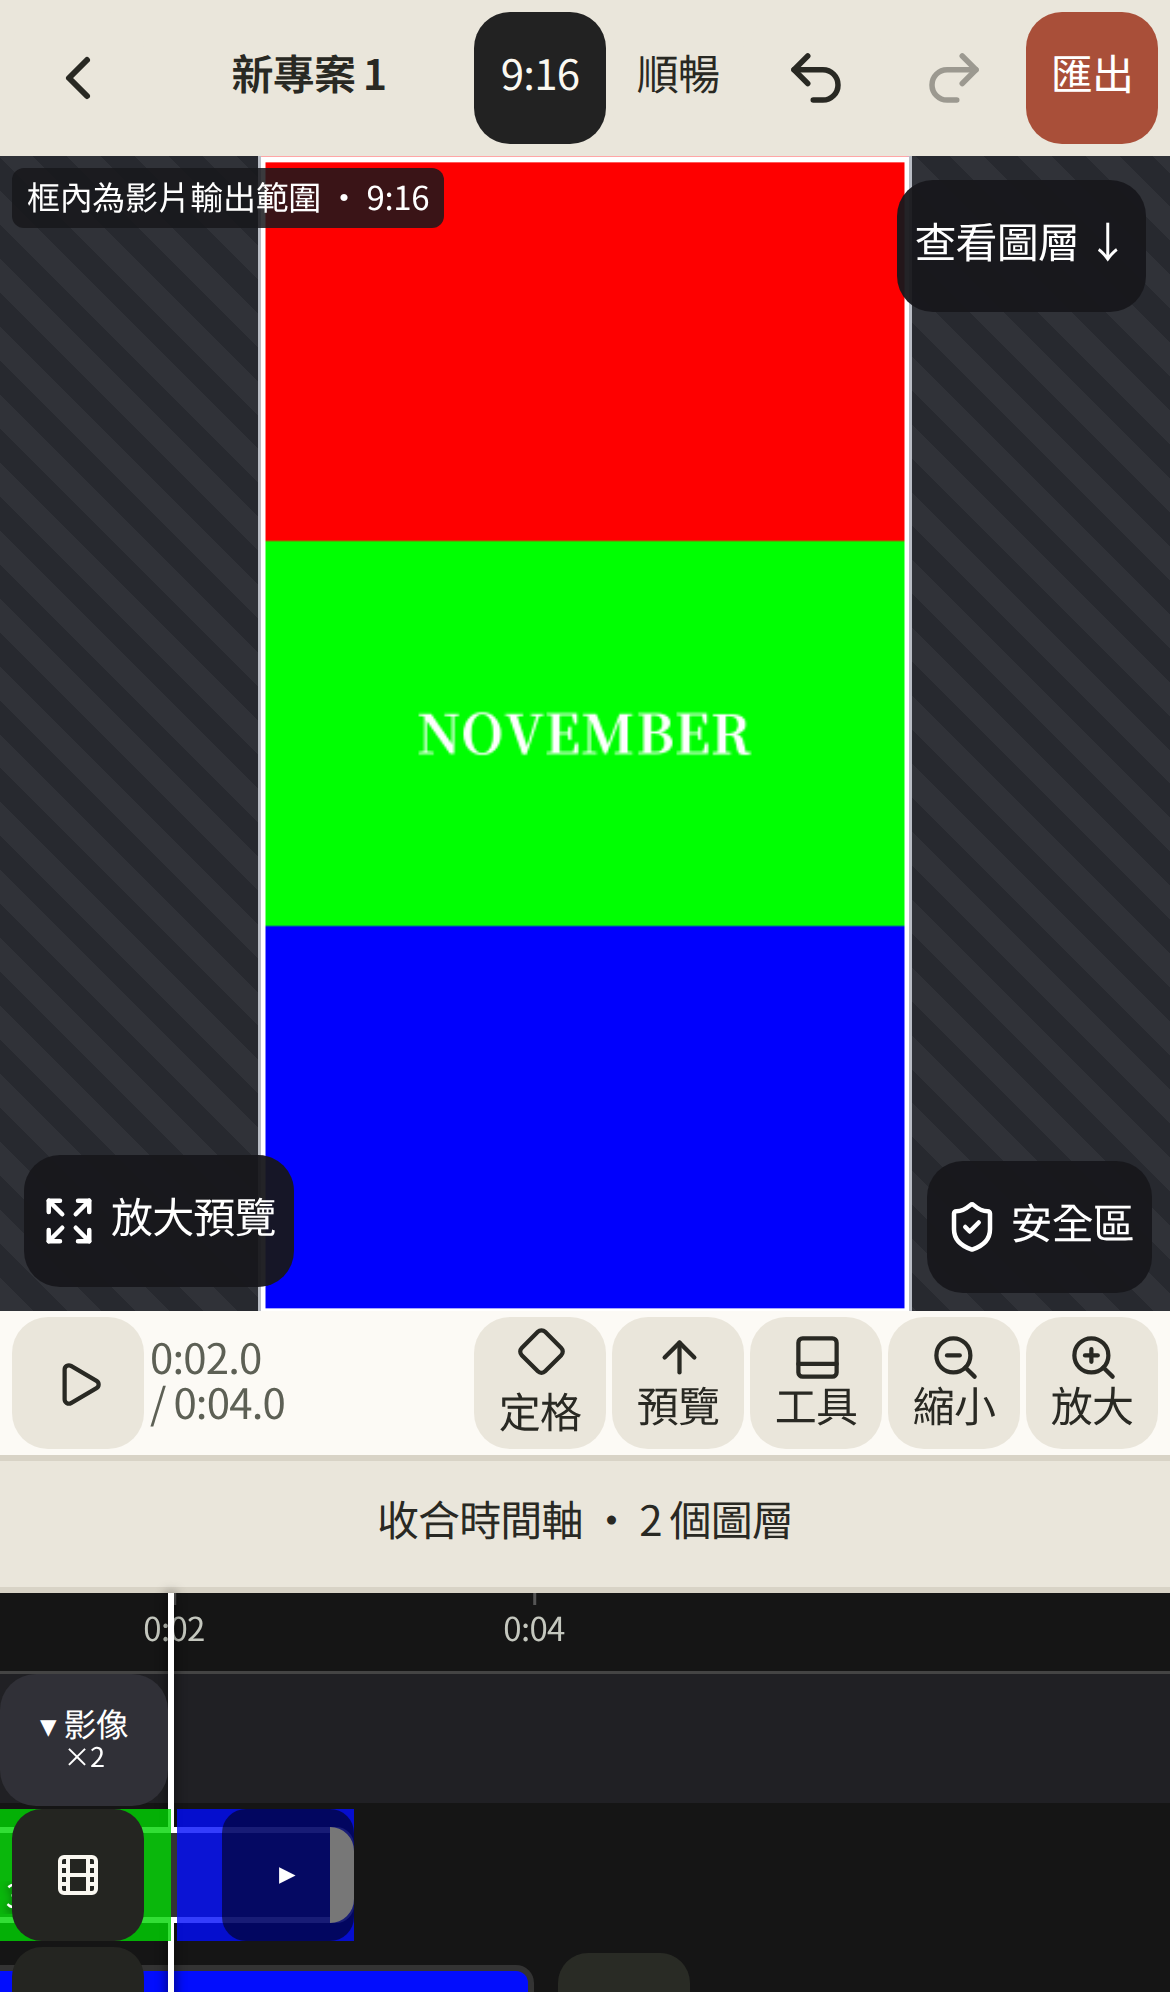 新專案 1
9:16
順暢
匯出
框內為影片輸出範圍 · 9:16
查看圖層 ↓
NOVEMBER
放大預覽
安全區
0:02.0
/ 0:04.0
定格
預覽
工具
縮小
放大
收合時間軸 · 2 個圖層
0:02
0:04
▾ 影像
×2